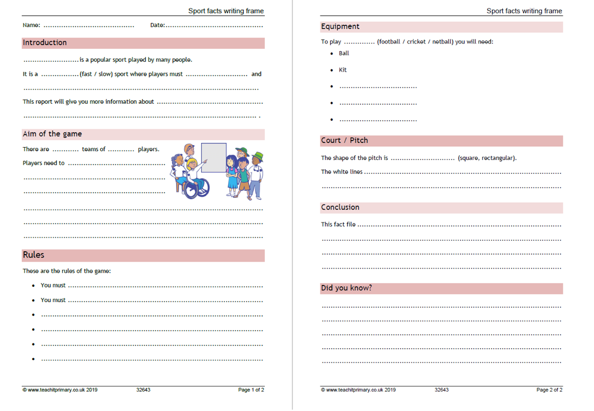 Sport facts writing frame
Name: ........................................ Date:........................................
Introduction
........................is a popular sport played by many people.
It is a .................(fast / slow) sport where players must ........................... and
........................................................................................................
This report will give you more information about ...............................................
........................................................................................................ .
Aim of the game
There are ............ teams of ............ players.
Players need to ...........................................
................................................................
................................................................
........................................................................................................
........................................................................................................
........................................................................................................
Rules
These are the rules of the game:
• You must ......................................................................................
• You must ......................................................................................
• ..................................................................................................
• ..................................................................................................
• ..................................................................................................
• ..................................................................................................
© www.teachitprimary.co.uk 2019 32643 Page 1 of 2
Sport facts writing frame
Equipment
To play .............. (football / cricket / netball) you will need:
• Ball
• Kit
• ..................................
• ..................................
• ..................................
Court / Pitch
The shape of the pitch is ............................ (square, rectangular).
The white lines ......................................................................................
........................................................................................................
Conclusion
This fact file .........................................................................................
........................................................................................................
........................................................................................................
........................................................................................................
Did you know?
........................................................................................................
........................................................................................................
........................................................................................................
........................................................................................................
........................................................................................................
© www.teachitprimary.co.uk 2019 32643 Page 2 of 2